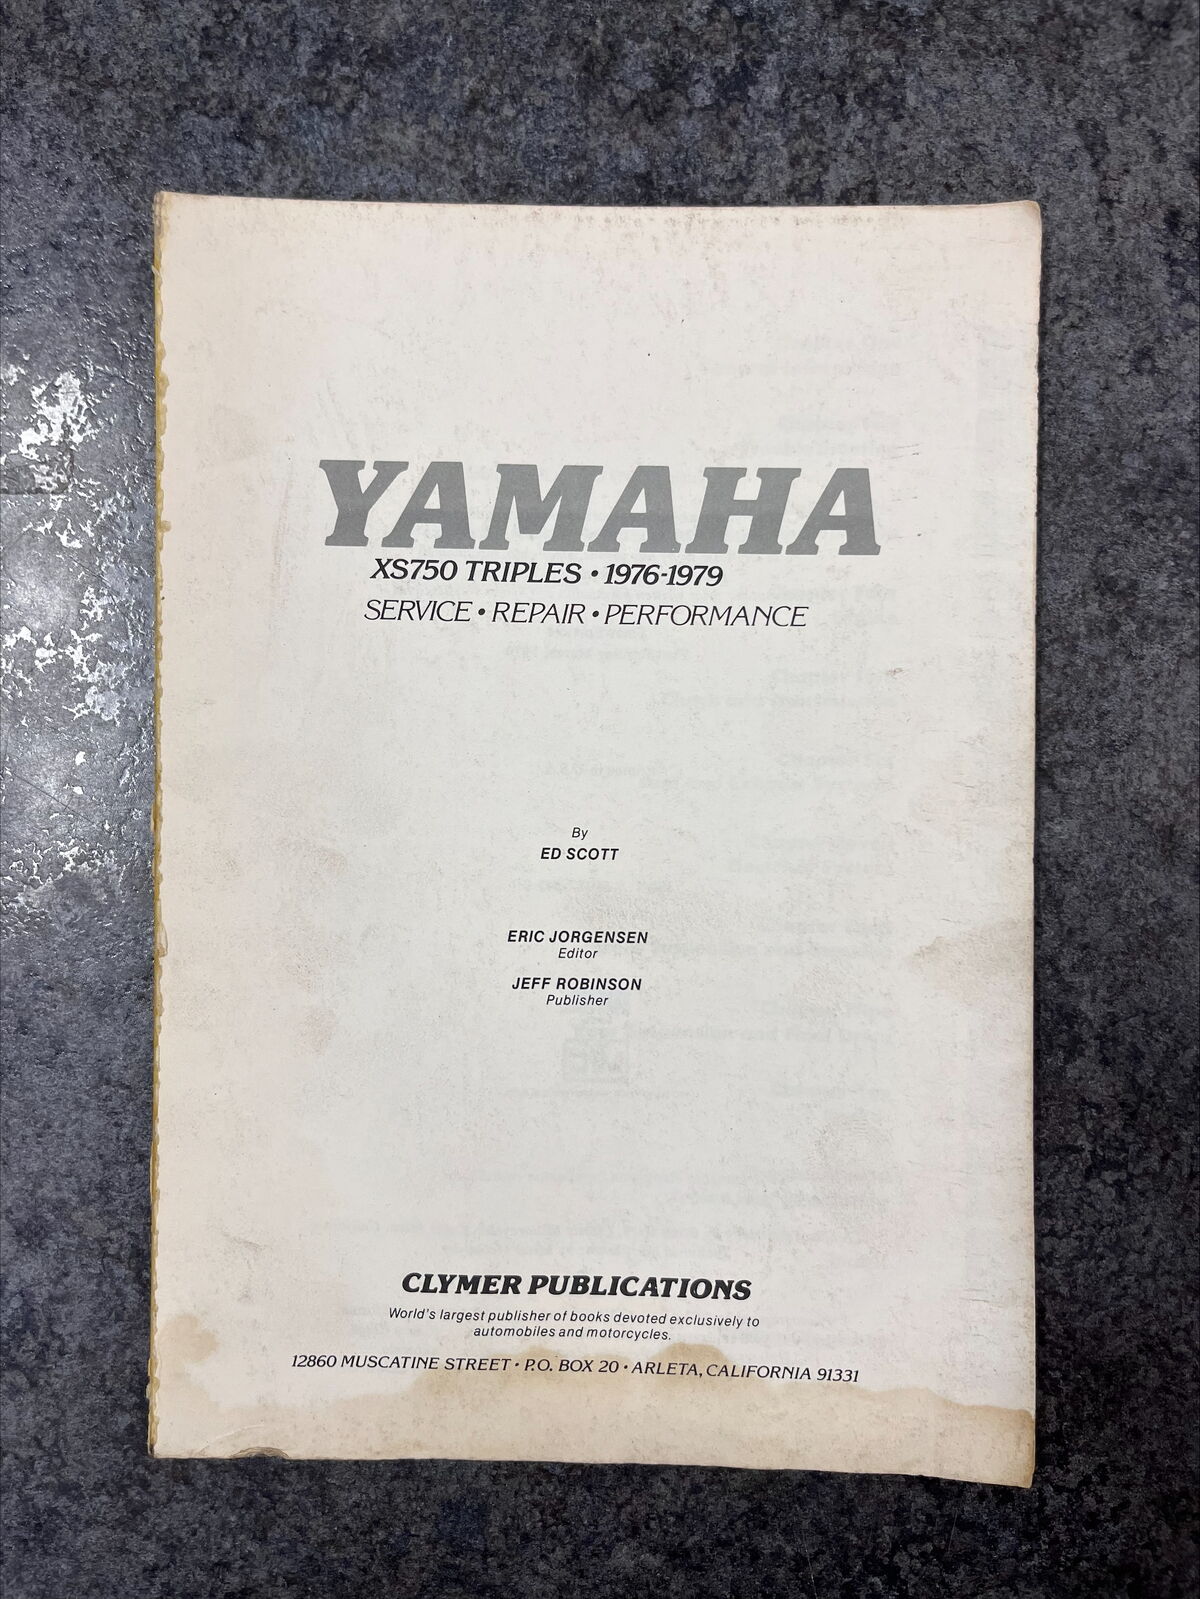 YAMAHA
XS750 TRIPLES • 1976-1979
SERVICE • REPAIR • PERFORMANCE
By
ED SCOTT
ERIC JORGENSEN
Editor
JEFF ROBINSON
Publisher
CLYMER PUBLICATIONS
World's largest publisher of books devoted exclusively to
automobiles and motorcycles.
12860 MUSCATINE STREET • P.O. BOX 20 • ARLETA, CALIFORNIA 91331